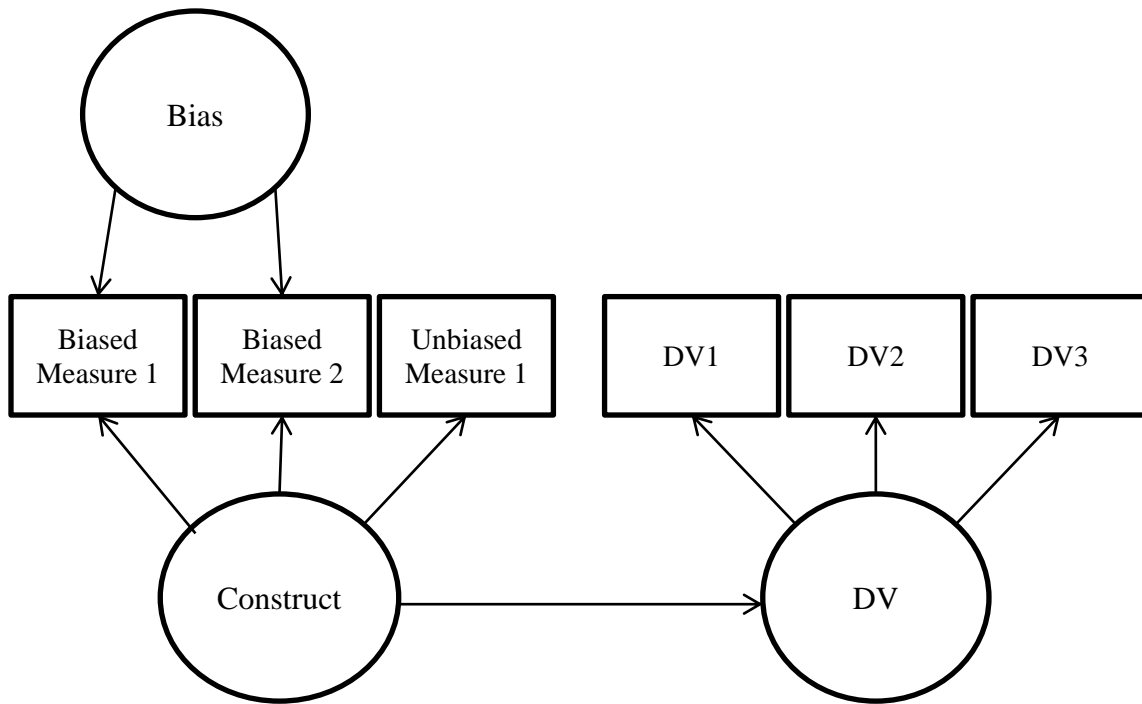 Bias
Biased
Measure 1
Biased
Measure 2
Unbiased
Measure 1
DV1
DV2
DV3
Construct
DV